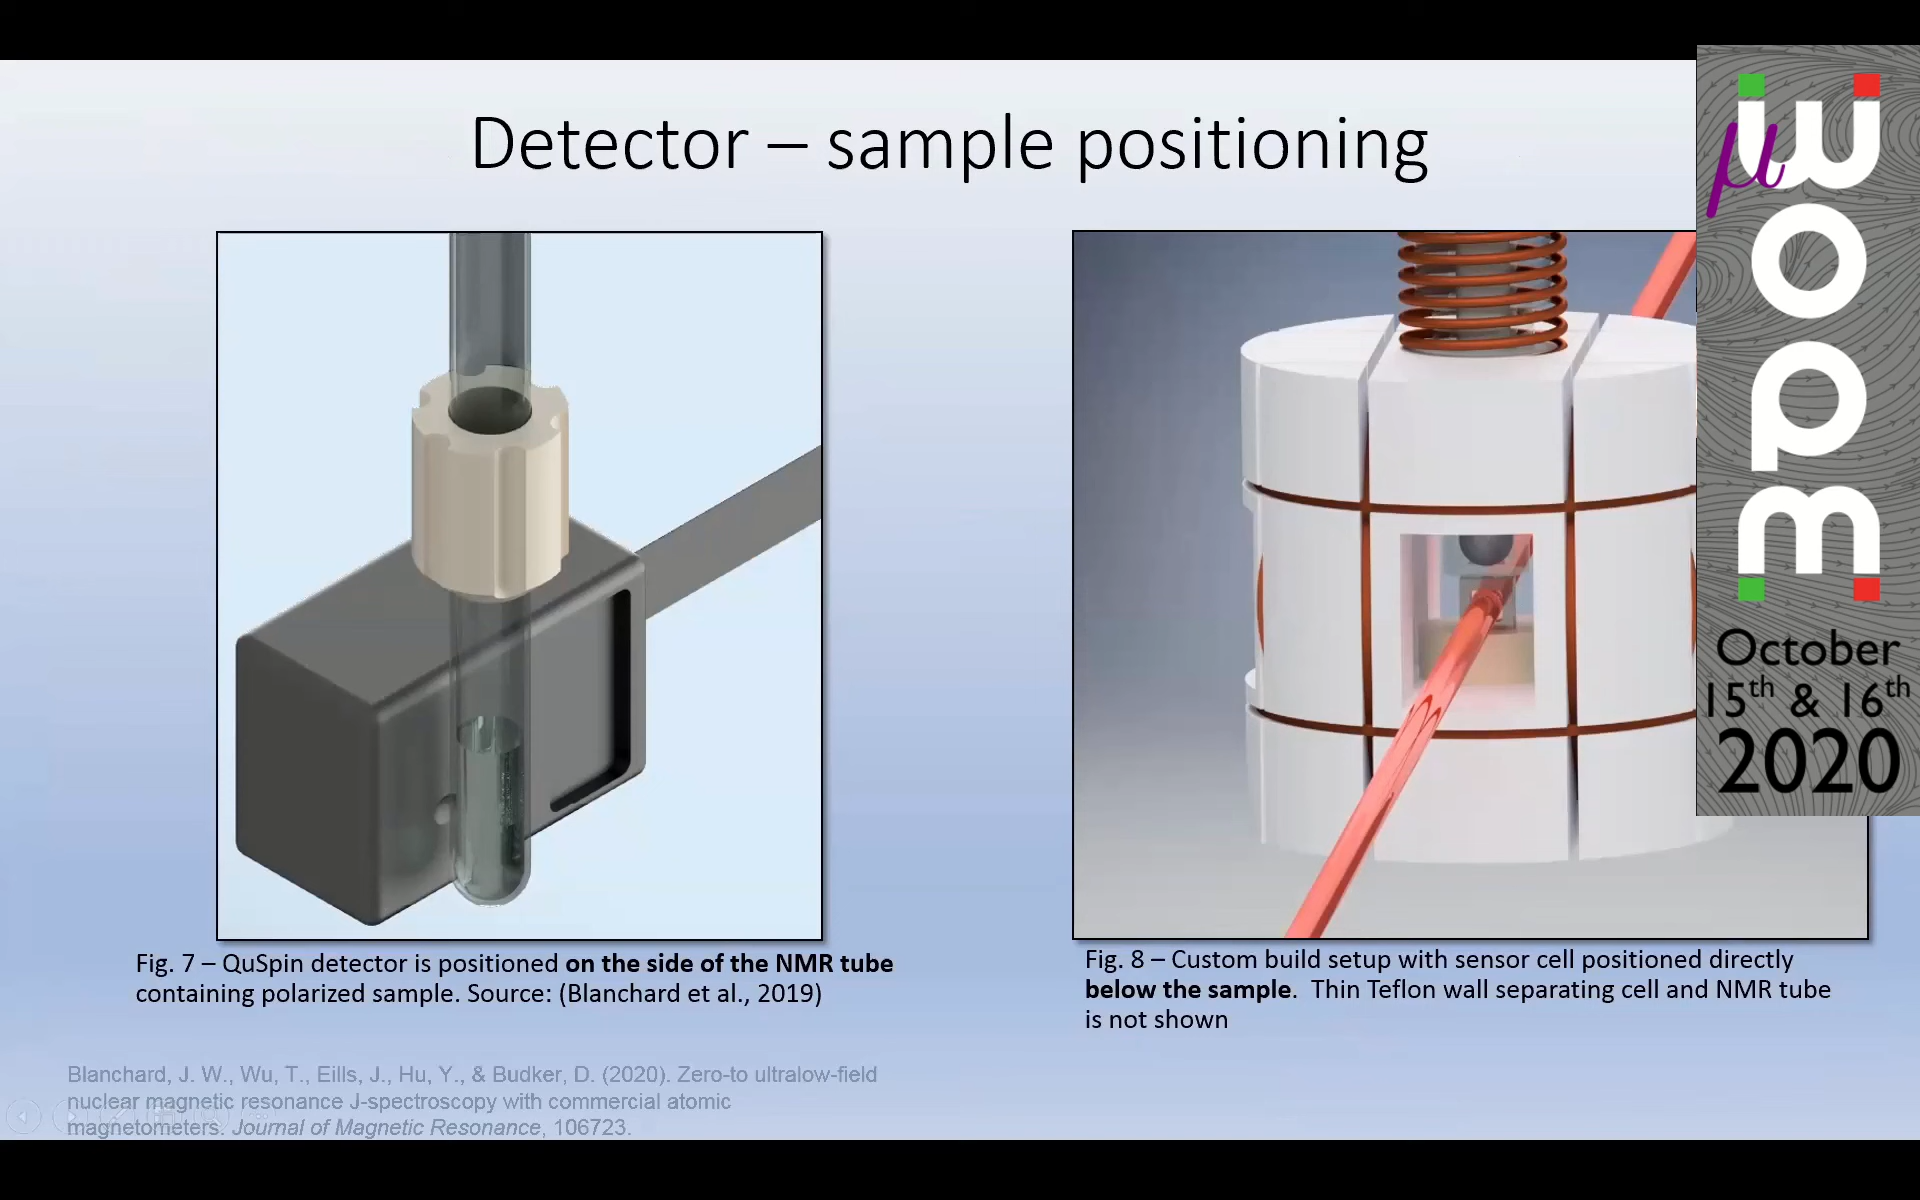 Detector – sample positioning
Fig. 7 – QuSpin detector is positioned on the side of the NMR tube
containing polarized sample. Source: (Blanchard et al., 2019)
Fig. 8 – Custom build setup with sensor cell positioned directly
below the sample.  Thin Teflon wall separating cell and NMR tube
is not shown
Blanchard, J. W., Wu, T., Eills, J., Hu, Y., & Budker, D. (2020). Zero-to ultralow-field
nuclear magnetic resonance J-spectroscopy with commercial atomic
magnetometers. Journal of Magnetic Resonance, 106723.
μ
w
o
p
m
October
15th & 16th
2020